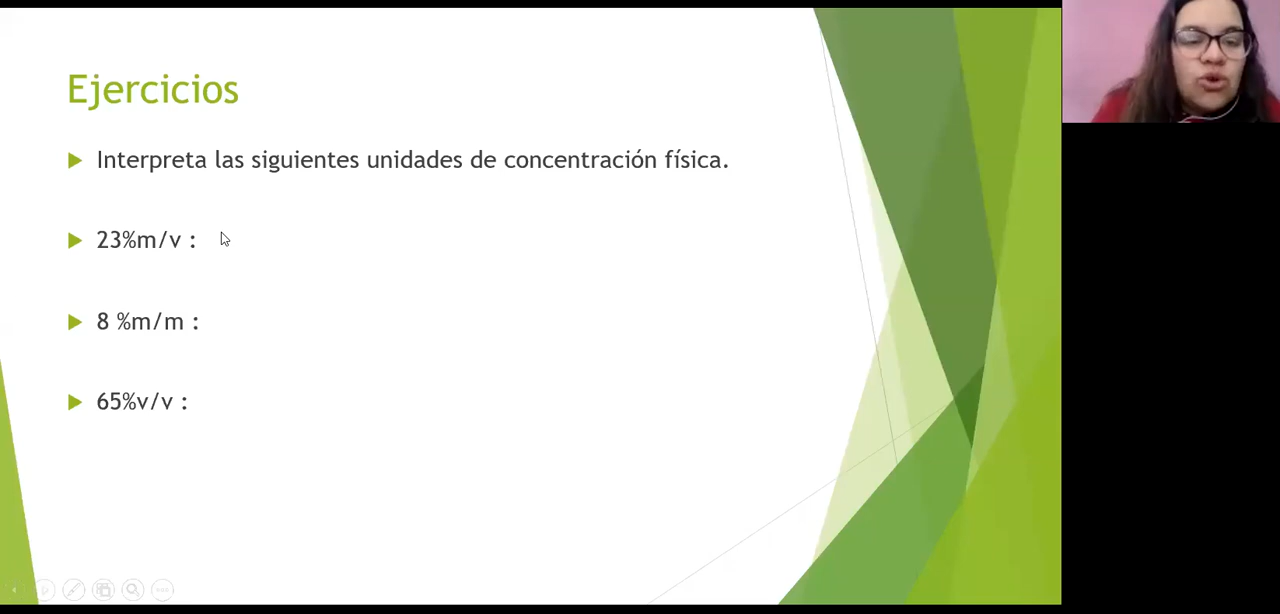 Ejercicios
Interpreta las siguientes unidades de concentración física.
23%m/v :
8 %m/m :
65%v/v :